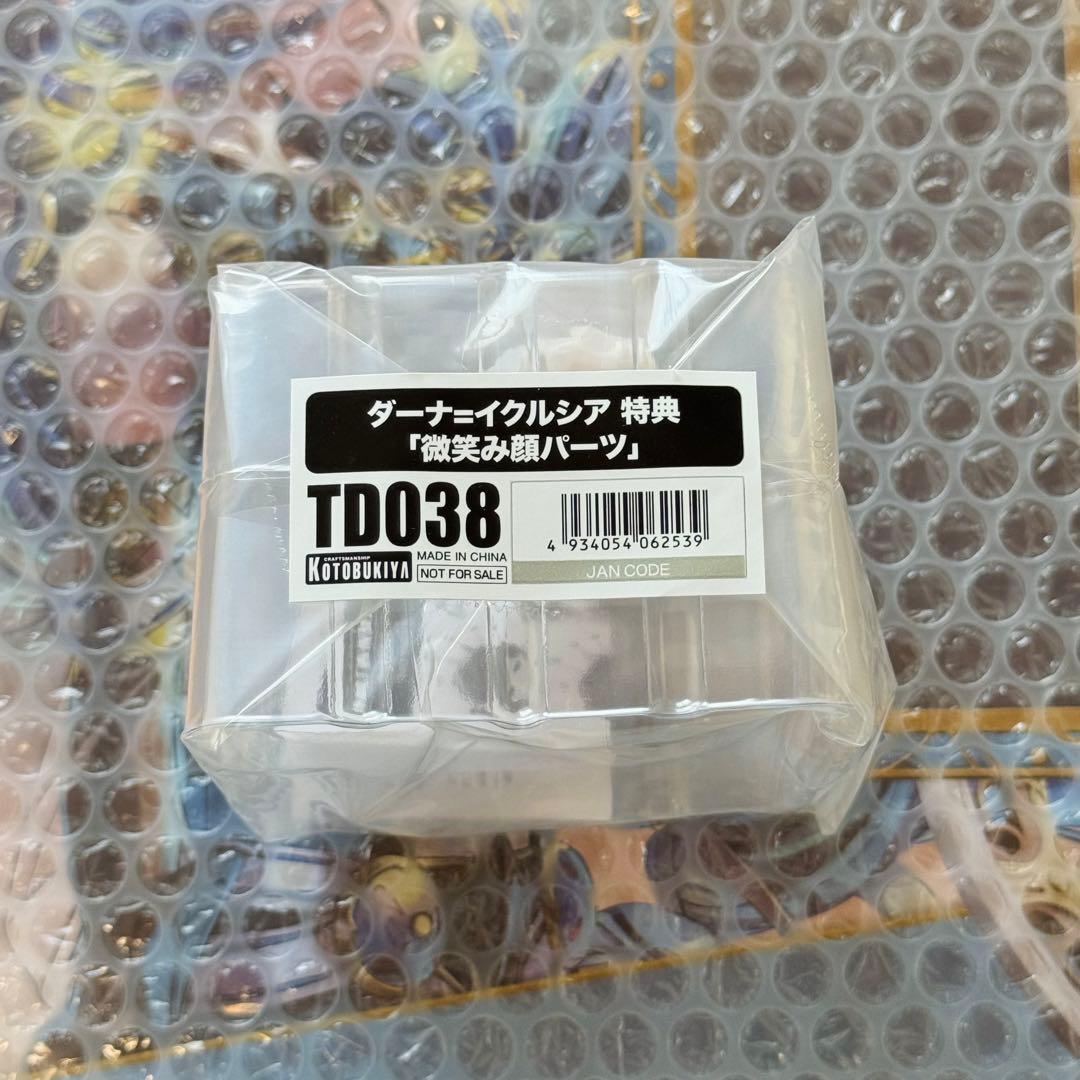 ダーナ=イクルシア 特典
「微笑み顔パーツ」
TD038
CRAFTSMANSHIP
KOTOBUKIYA
MADE IN CHINA
NOT FOR SALE
4 934054 062539
JAN CODE